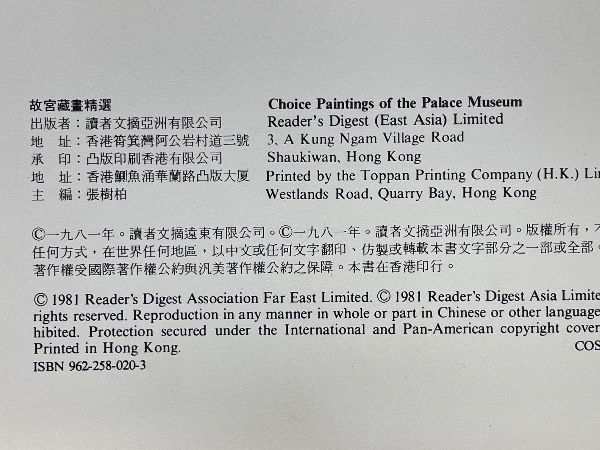 故宮藏畫精選
出版者：讀者文摘亞洲有限公司
地　址：香港筲箕灣阿公岩村道三號
承　印：凸版印刷香港有限公司
地　址：香港鰂魚涌華蘭路凸版大厦
主　編：張樹柏
Choice Paintings of the Palace Museum
Reader's Digest (East Asia) Limited
3, A Kung Ngam Village Road
Shaukiwan, Hong Kong
Printed by the Toppan Printing Company (H.K.) Lim
Westlands Road, Quarry Bay, Hong Kong
©一九八一年。讀者文摘遠東有限公司。©一九八一年。讀者文摘亞洲有限公司。版權所有，不
任何方式，在世界任何地區，以中文或任何文字翻印、仿製或轉載本書文字部分之一部或全部。
著作權受國際著作權公約與汎美著作權公約之保障。本書在香港印行。
© 1981 Reader's Digest Association Far East Limited. © 1981 Reader's Digest Asia Limite
rights reserved. Reproduction in any manner in whole or part in Chinese or other language
hibited. Protection secured under the International and Pan-American copyright conve
Printed in Hong Kong.
COS
ISBN 962-258-020-3